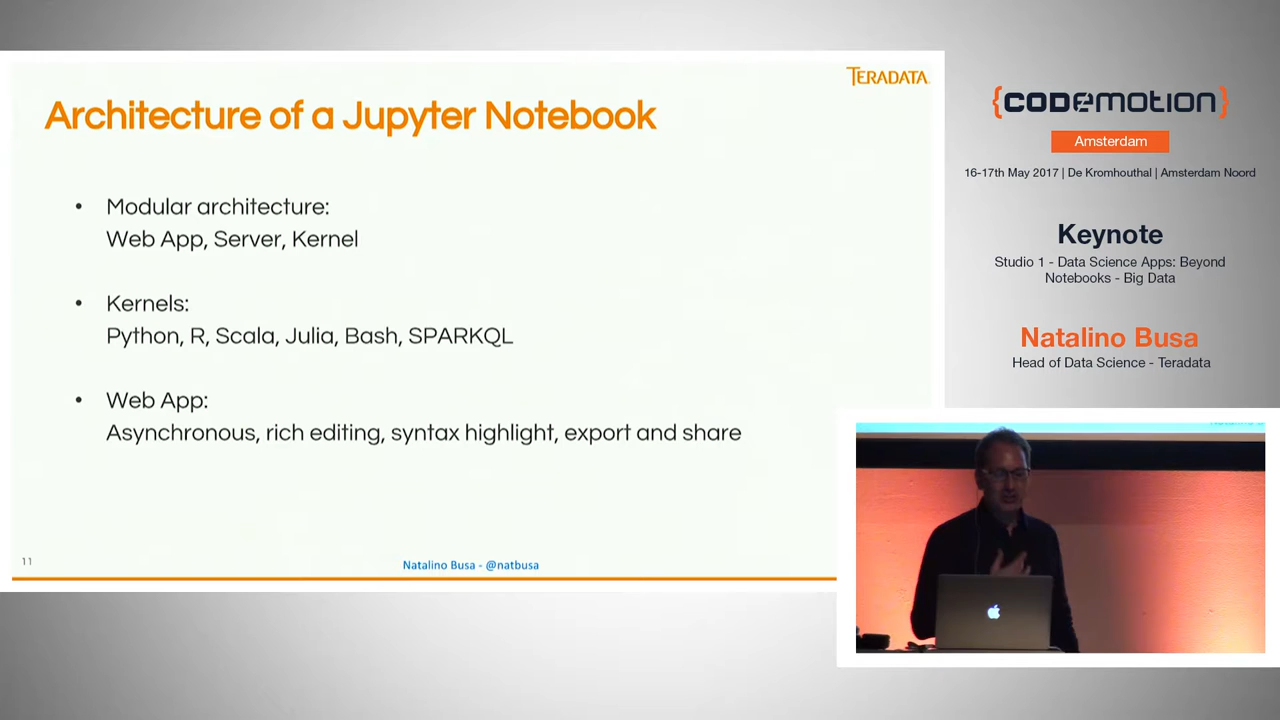 TERADATA
Architecture of a Jupyter Notebook
• Modular architecture:
Web App, Server, Kernel
• Kernels:
Python, R, Scala, Julia, Bash, SPARKQL
• Web App:
Asynchronous, rich editing, syntax highlight, export and share
11
Natalino Busa - @natbusa
{CODEMOTION}
Amsterdam
16-17th May 2017 | De Kromhouthal | Amsterdam Noord
Keynote
Studio 1 - Data Science Apps: Beyond
Notebooks - Big Data
Natalino Busa
Head of Data Science - Teradata